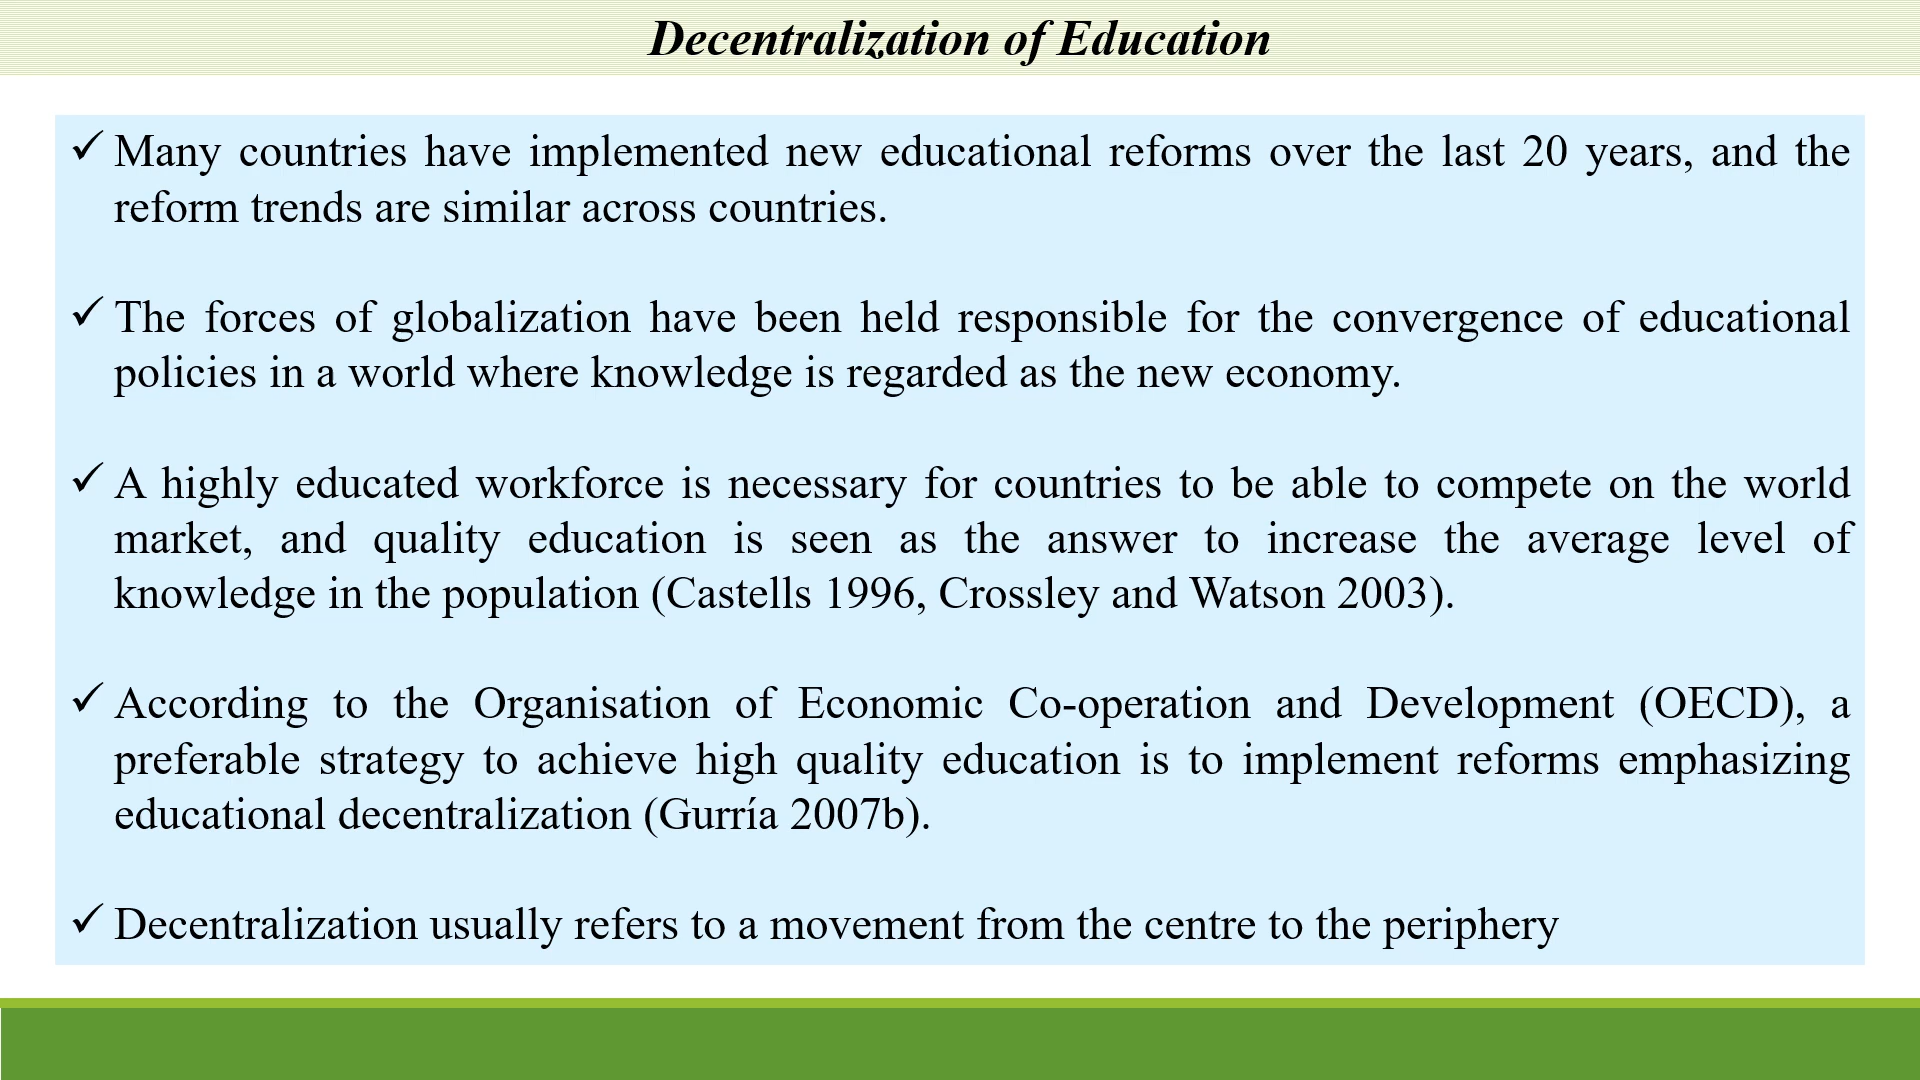 Decentralization of Education
✓ Many countries have implemented new educational reforms over the last 20 years, and the
reform trends are similar across countries.
✓ The forces of globalization have been held responsible for the convergence of educational
policies in a world where knowledge is regarded as the new economy.
✓ A highly educated workforce is necessary for countries to be able to compete on the world
market, and quality education is seen as the answer to increase the average level of
knowledge in the population (Castells 1996, Crossley and Watson 2003).
✓ According to the Organisation of Economic Co-operation and Development (OECD), a
preferable strategy to achieve high quality education is to implement reforms emphasizing
educational decentralization (Gurría 2007b).
✓ Decentralization usually refers to a movement from the centre to the periphery